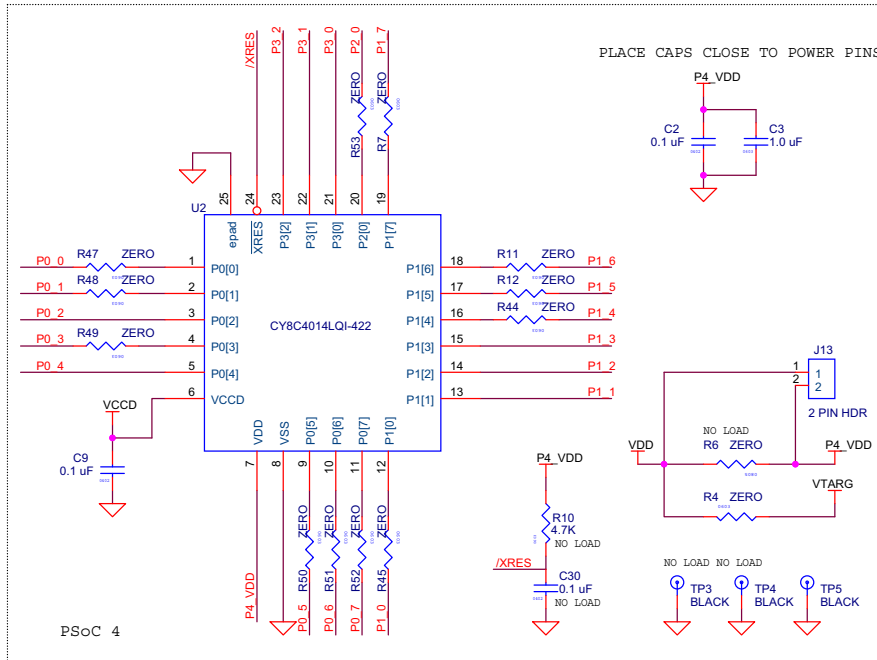 /XRES
P3_2
P3_1
P3_0
P2_0
P1_7
PLACE CAPS CLOSE TO POWER PINS
P4_VDD
C2
0.1 uF
C3
1.0 uF
ZERO
ZERO
R53
R7
25
24
23
22
21
20
19
U2
epad
XRES
P3[2]
P3[1]
P3[0]
P2[0]
P1[7]
P0_0 R47 ZERO 1 P0[0]
P0_1 R48 ZERO 2 P0[1]
P0_2 3 P0[2]
P0_3 R49 ZERO 4 P0[3]
P0_4 5 P0[4]
6 VCCD
CY8C4014LQI-422
P1[6] 18 R11 ZERO P1_6
P1[5] 17 R12 ZERO P1_5
P1[4] 16 R44 ZERO P1_4
P1[3] 15 P1_3
P1[2] 14 P1_2
P1[1] 13 P1_1
VCCD
C9
0.1 uF
VDD
VSS
P0[5]
P0[6]
P0[7]
P1[0]
7
8
9
10
11
12
ZERO
ZERO
ZERO
ZERO
R50
R51
R52
R45
P4_VDD
P0_5
P0_6
P0_7
P1_0
P4_VDD
R10
4.7K
NO LOAD
/XRES
C30
0.1 uF
NO LOAD
J13
1 1
2 2
2 PIN HDR
NO LOAD
VDD R6 ZERO P4_VDD
R4 ZERO VTARG
NO LOAD NO LOAD
TP3
BLACK
TP4
BLACK
TP5
BLACK
PSoC 4